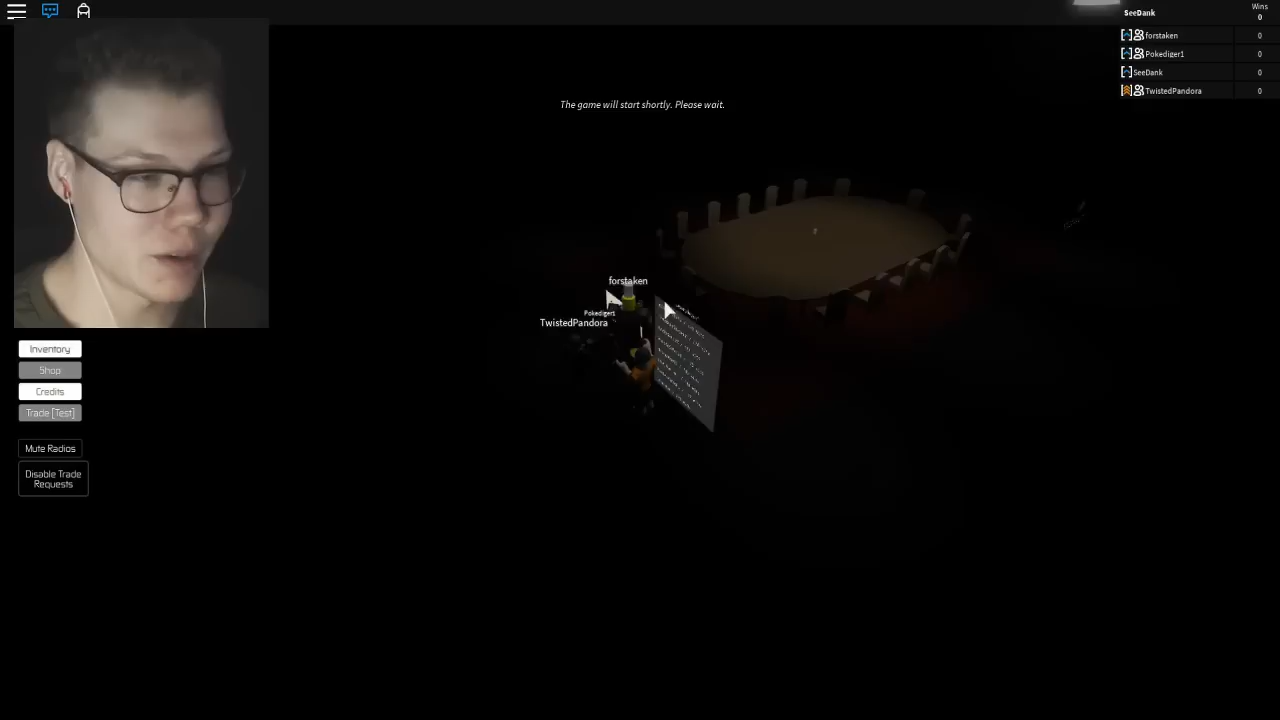 Wins
SeeDank
0
forstaken
0
Pokediger1
0
SeeDank
0
TwistedPandora
0
The game will start shortly. Please wait.
forstaken
Pokediger1
TwistedPandora
Inventory
Shop
Credits
Trade [Test]
Mute Radios
Disable Trade
Requests